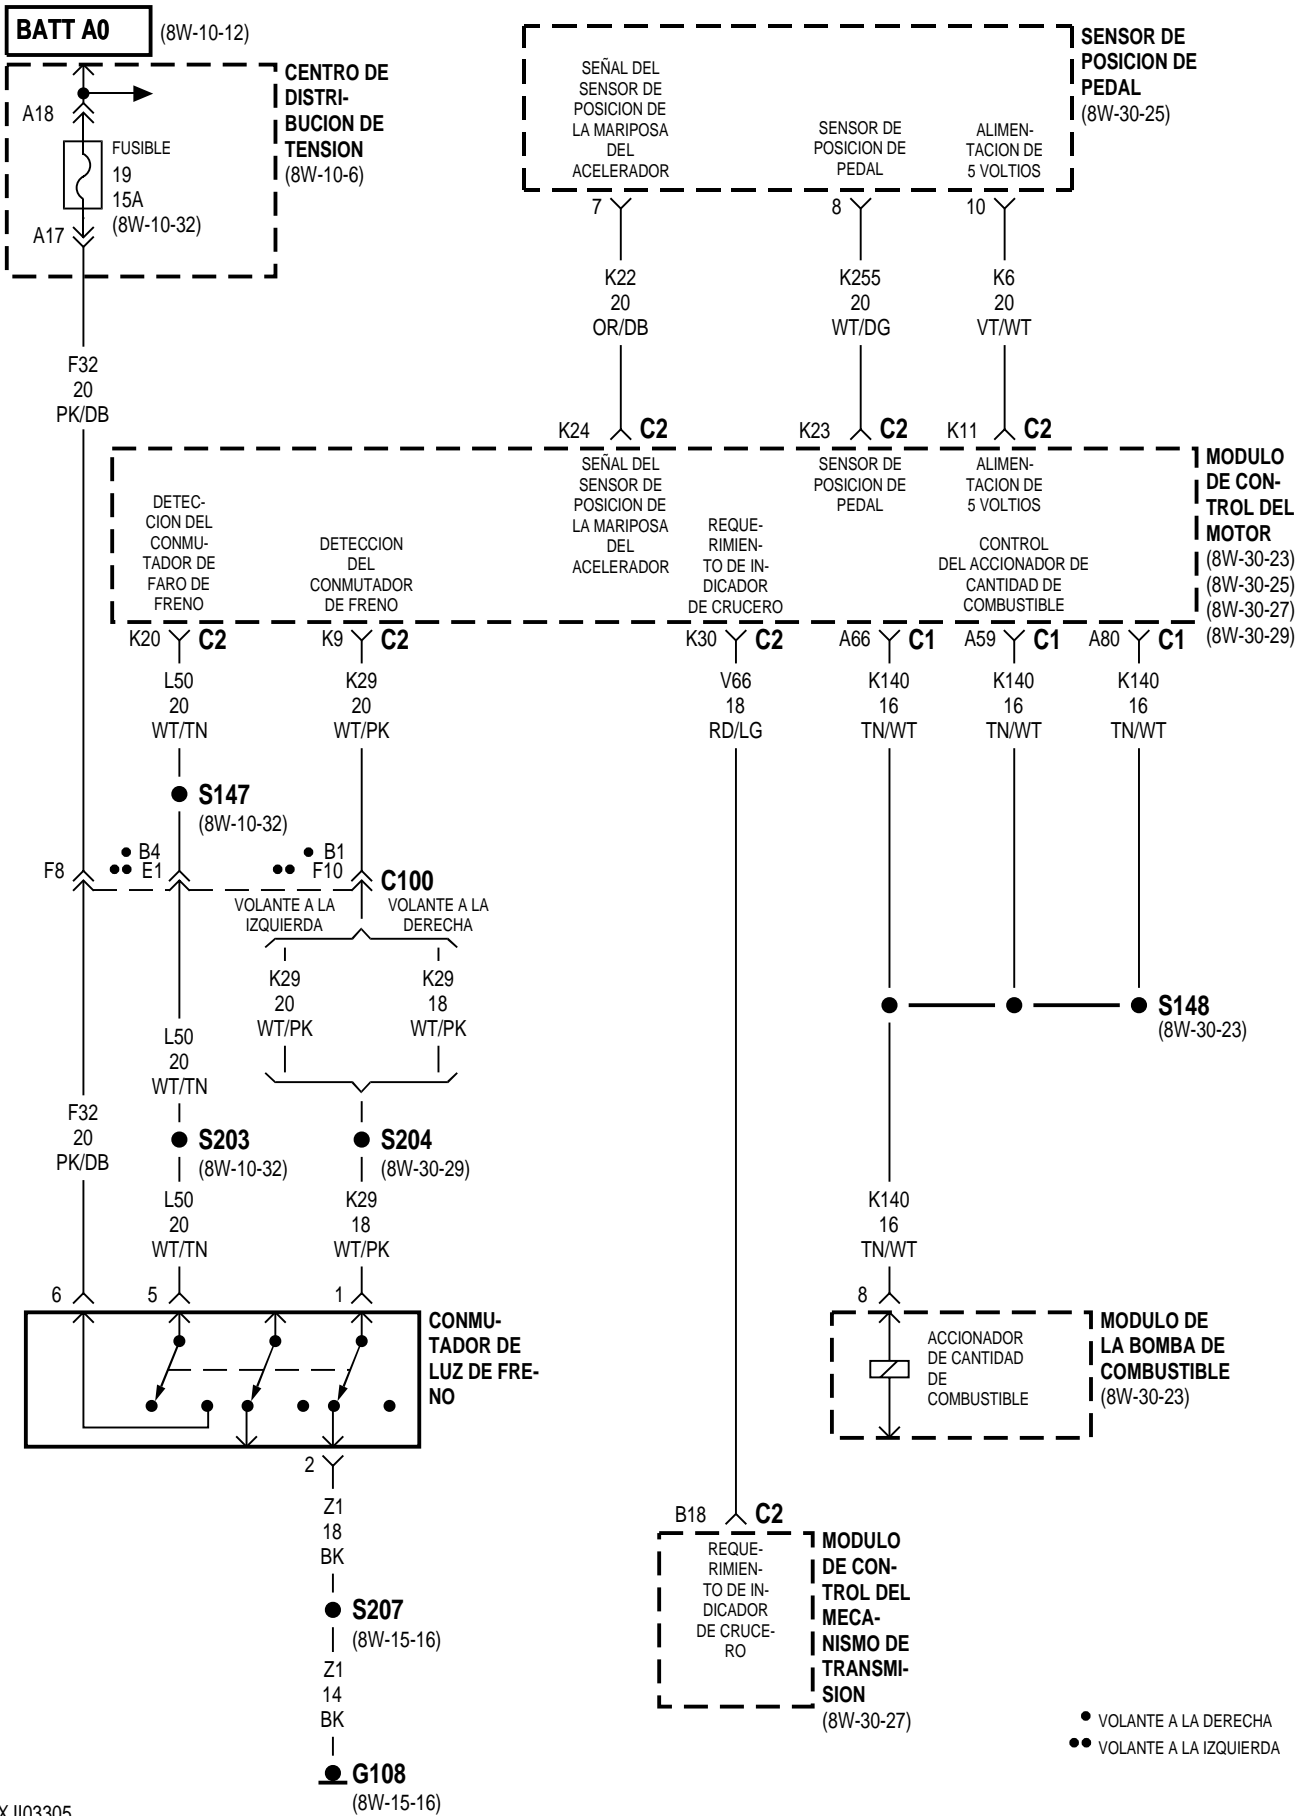 BATT A0
(8W-10-12)
CENTRO DE
DISTRI-
BUCION DE
TENSION
(8W-10-6)
A18
FUSIBLE
19
15A
(8W-10-32)
A17
SENSOR DE
POSICION DE
PEDAL
(8W-30-25)
SEÑAL DEL
SENSOR DE
POSICION DE
LA MARIPOSA
DEL
ACELERADOR
SENSOR DE
POSICION DE
PEDAL
ALIMEN-
TACION DE
5 VOLTIOS
7
8
10
K22
20
OR/DB
K255
20
WT/DG
K6
20
VT/WT
F32
20
PK/DB
K24
C2
K23
C2
K11
C2
MODULO
DE CON-
TROL DEL
MOTOR
(8W-30-23)
(8W-30-25)
(8W-30-27)
(8W-30-29)
DETEC-
CION DEL
CONMU-
TADOR DE
FARO DE
FRENO
DETECCION
DEL
CONMUTADOR
DE FRENO
SEÑAL DEL
SENSOR DE
POSICION DE
LA MARIPOSA
DEL
ACELERADOR
REQUE-
RIMIEN-
TO DE IN-
DICADOR
DE CRUCERO
SENSOR DE
POSICION DE
PEDAL
ALIMEN-
TACION DE
5 VOLTIOS
CONTROL
DEL ACCIONADOR DE
CANTIDAD DE
COMBUSTIBLE
K20
C2
K9
C2
K30
C2
A66
C1
A59
C1
A80
C1
L50
20
WT/TN
K29
20
WT/PK
V66
18
RD/LG
K140
16
TN/WT
K140
16
TN/WT
K140
16
TN/WT
S147
(8W-10-32)
F8
● B4
●● E1
● B1
●● F10
C100
VOLANTE A LA
IZQUIERDA
VOLANTE A LA
DERECHA
K29
20
WT/PK
K29
18
WT/PK
S148
(8W-30-23)
L50
20
WT/TN
F32
20
PK/DB
S203
(8W-10-32)
S204
(8W-30-29)
L50
20
WT/TN
K29
18
WT/PK
K140
16
TN/WT
6
5
1
8
CONMU-
TADOR DE
LUZ DE FRE-
NO
ACCIONADOR
DE CANTIDAD
DE
COMBUSTIBLE
MODULO DE
LA BOMBA DE
COMBUSTIBLE
(8W-30-23)
2
Z1
18
BK
S207
(8W-15-16)
Z1
14
BK
G108
(8W-15-16)
B18
C2
REQUE-
RIMIEN-
TO DE IN-
DICADOR
DE CRUCE-
RO
MODULO
DE CON-
TROL DEL
MECA-
NISMO DE
TRANSMI-
SION
(8W-30-27)
● VOLANTE A LA DERECHA
●● VOLANTE A LA IZQUIERDA